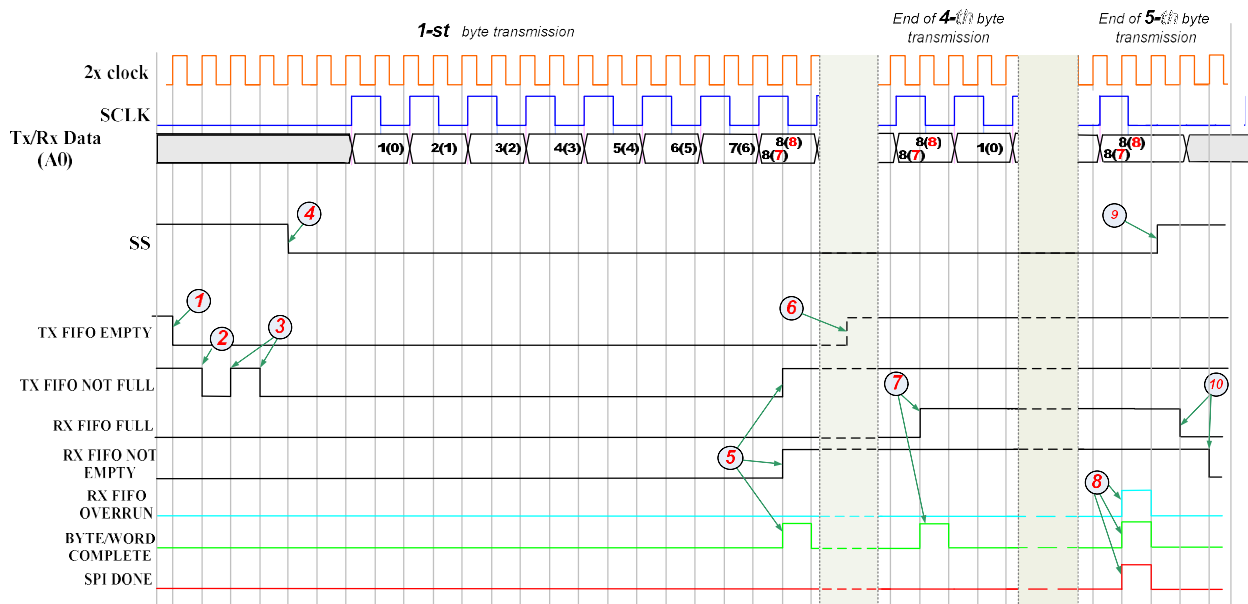 1-st byte transmission
End of 4-th byte
transmission
End of 5-th byte
transmission
2x clock
SCLK
Tx/Rx Data
(A0)
1(0) 2(1) 3(2) 4(3) 5(4) 6(5) 7(6) 8(8)
8(7)
8(8)
8(7)
1(0)
8(8)
8(7)
SS
4
9
TX FIFO EMPTY
1
6
TX FIFO NOT FULL
2
3
RX FIFO FULL
7
10
RX FIFO NOT
EMPTY
5
RX FIFO
OVERRUN
8
BYTE/WORD
COMPLETE
SPI DONE